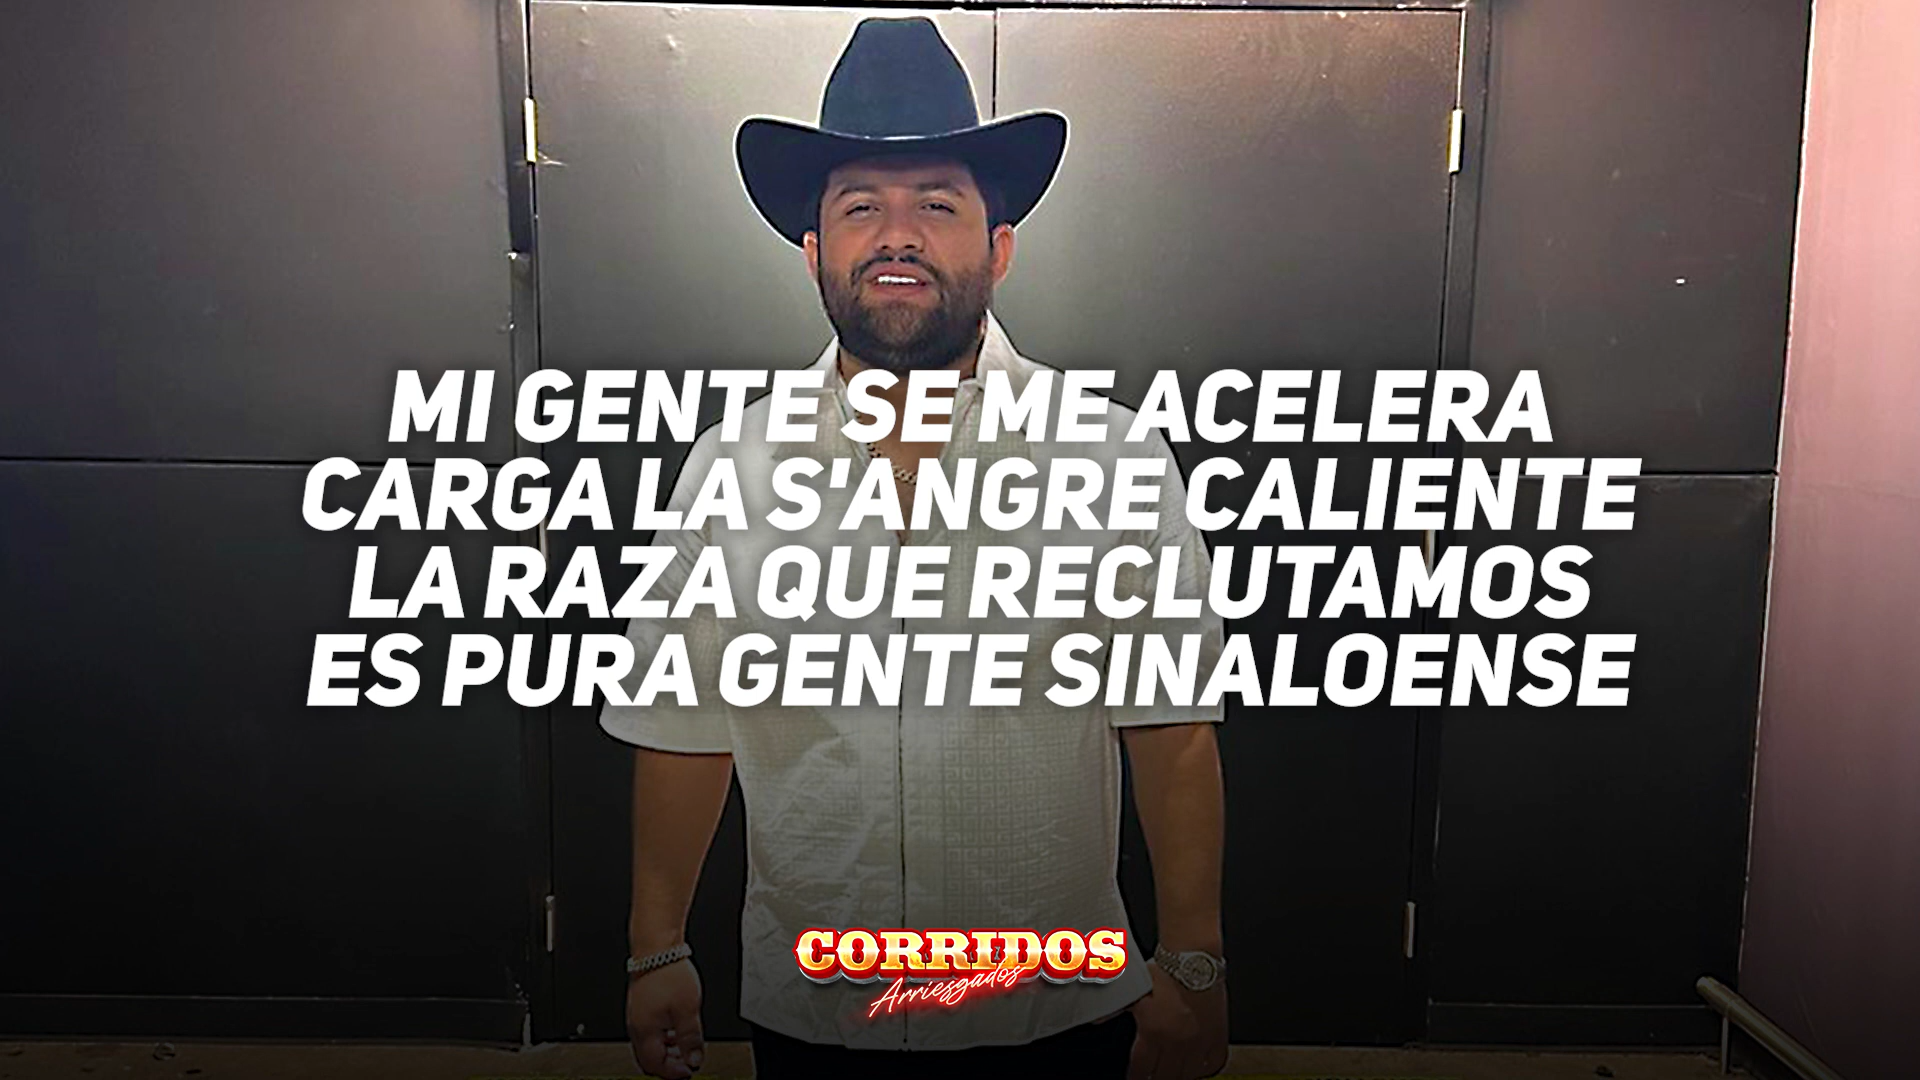 MI GENTE SE ME ACELERA
CARGA LA S'ANGRE CALIENTE
LA RAZA QUE RECLUTAMOS
ES PURA GENTE SINALOENSE
CORRIDOS
Arriesgados